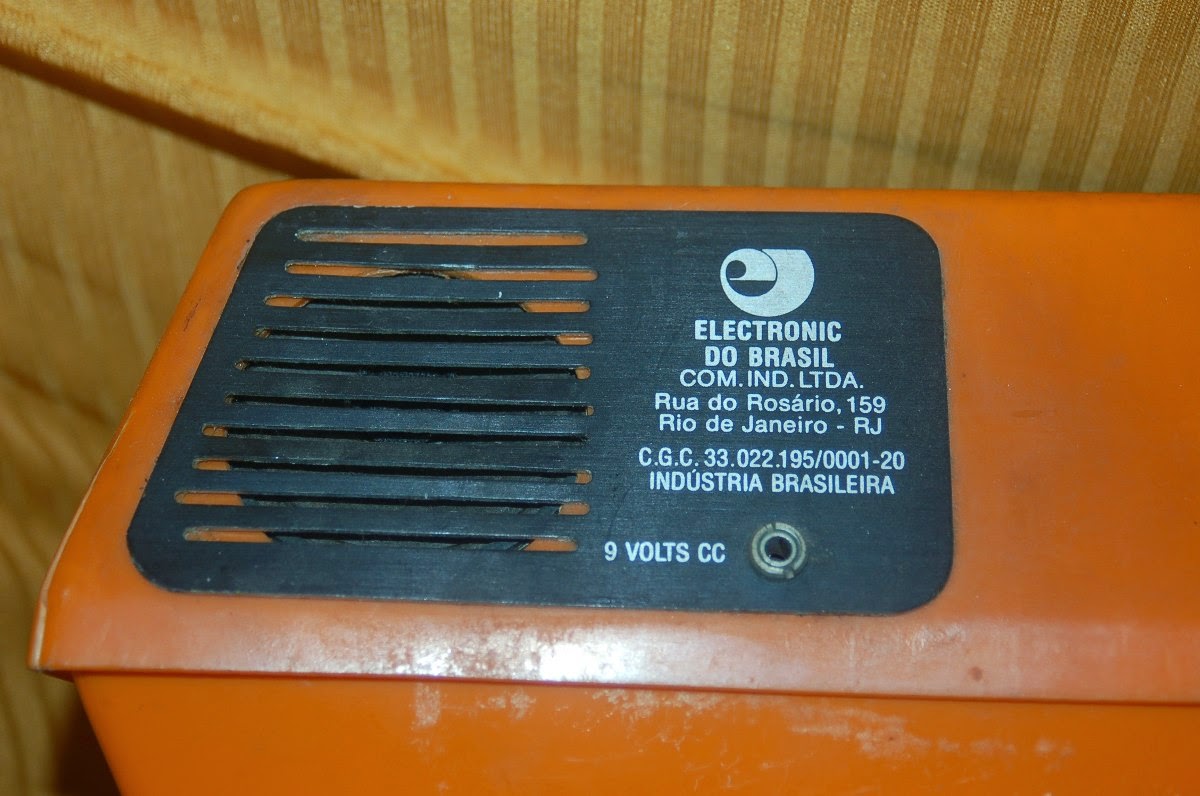 ELECTRONIC
DO BRASIL
COM.IND.LTDA.
Rua do Rosário, 159
Rio de Janeiro - RJ
C.G.C. 33.022.195/0001-20
INDÚSTRIA BRASILEIRA
9 VOLTS CC